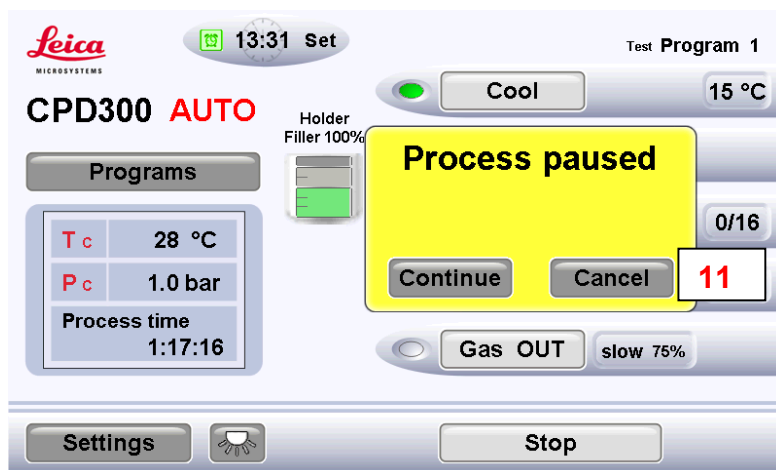 Leica
MICROSYSTEMS
13:31 Set
Test Program 1
CPD300 AUTO
Holder
Filler 100%
Cool
15 °C
Programs
Process paused
0/16
Continue
Cancel
11
Tc 28 °C
Pc 1.0 bar
Process time
1:17:16
Gas OUT
slow 75%
Settings
Stop